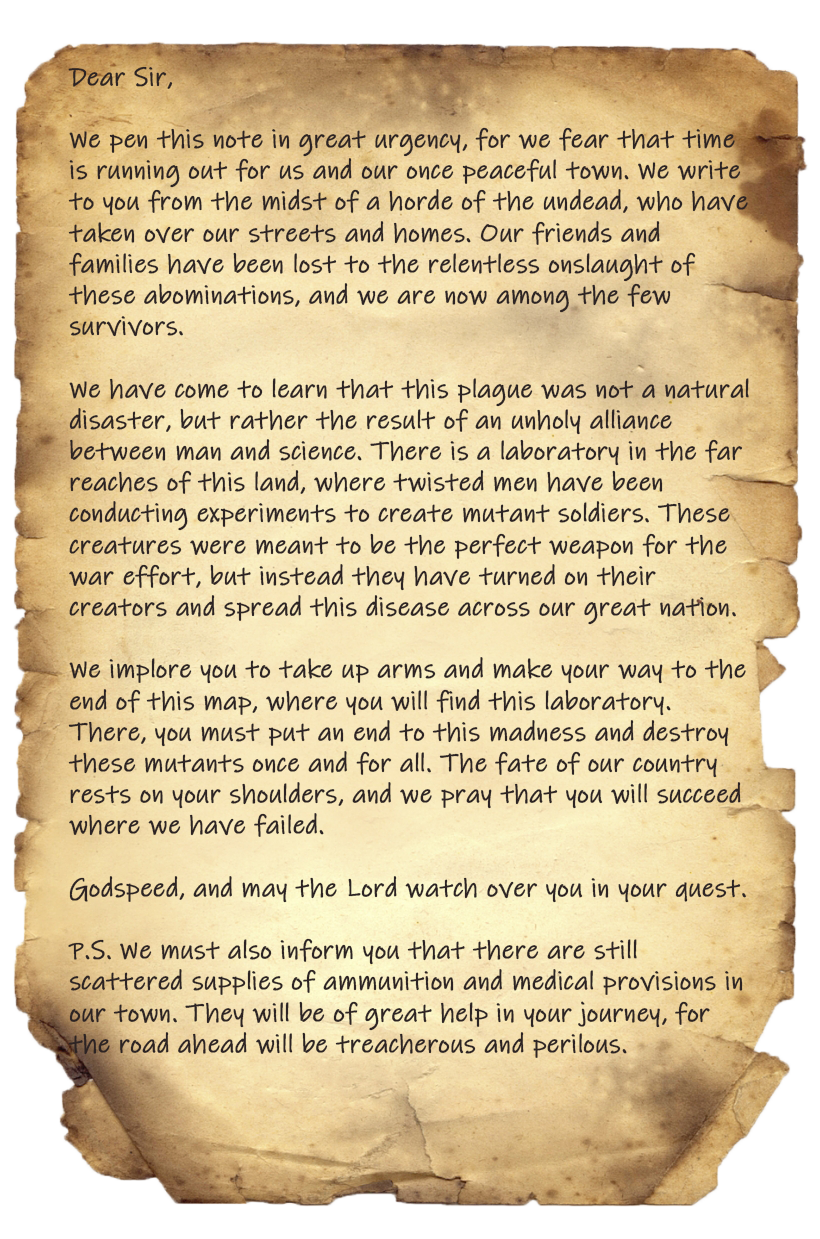 Dear Sir,
We pen this note in great urgency, for we fear that time
is running out for us and our once peaceful town. We write
to you from the midst of a horde of the undead, who have
taken over our streets and homes. Our friends and
families have been lost to the relentless onslaught of
these abominations, and we are now among the few
survivors.
We have come to learn that this plague was not a natural
disaster, but rather the result of an unholy alliance
between man and science. There is a laboratory in the far
reaches of this land, where twisted men have been
conducting experiments to create mutant soldiers. These
creatures were meant to be the perfect weapon for the
war effort, but instead they have turned on their
creators and spread this disease across our great nation.
We implore you to take up arms and make your way to the
end of this map, where you will find this laboratory.
There, you must put an end to this madness and destroy
these mutants once and for all. The fate of our country
rests on your shoulders, and we pray that you will succeed
where we have failed.
Godspeed, and may the Lord watch over you in your quest.
P.S. We must also inform you that there are still
scattered supplies of ammunition and medical provisions in
our town. They will be of great help in your journey, for
the road ahead will be treacherous and perilous.